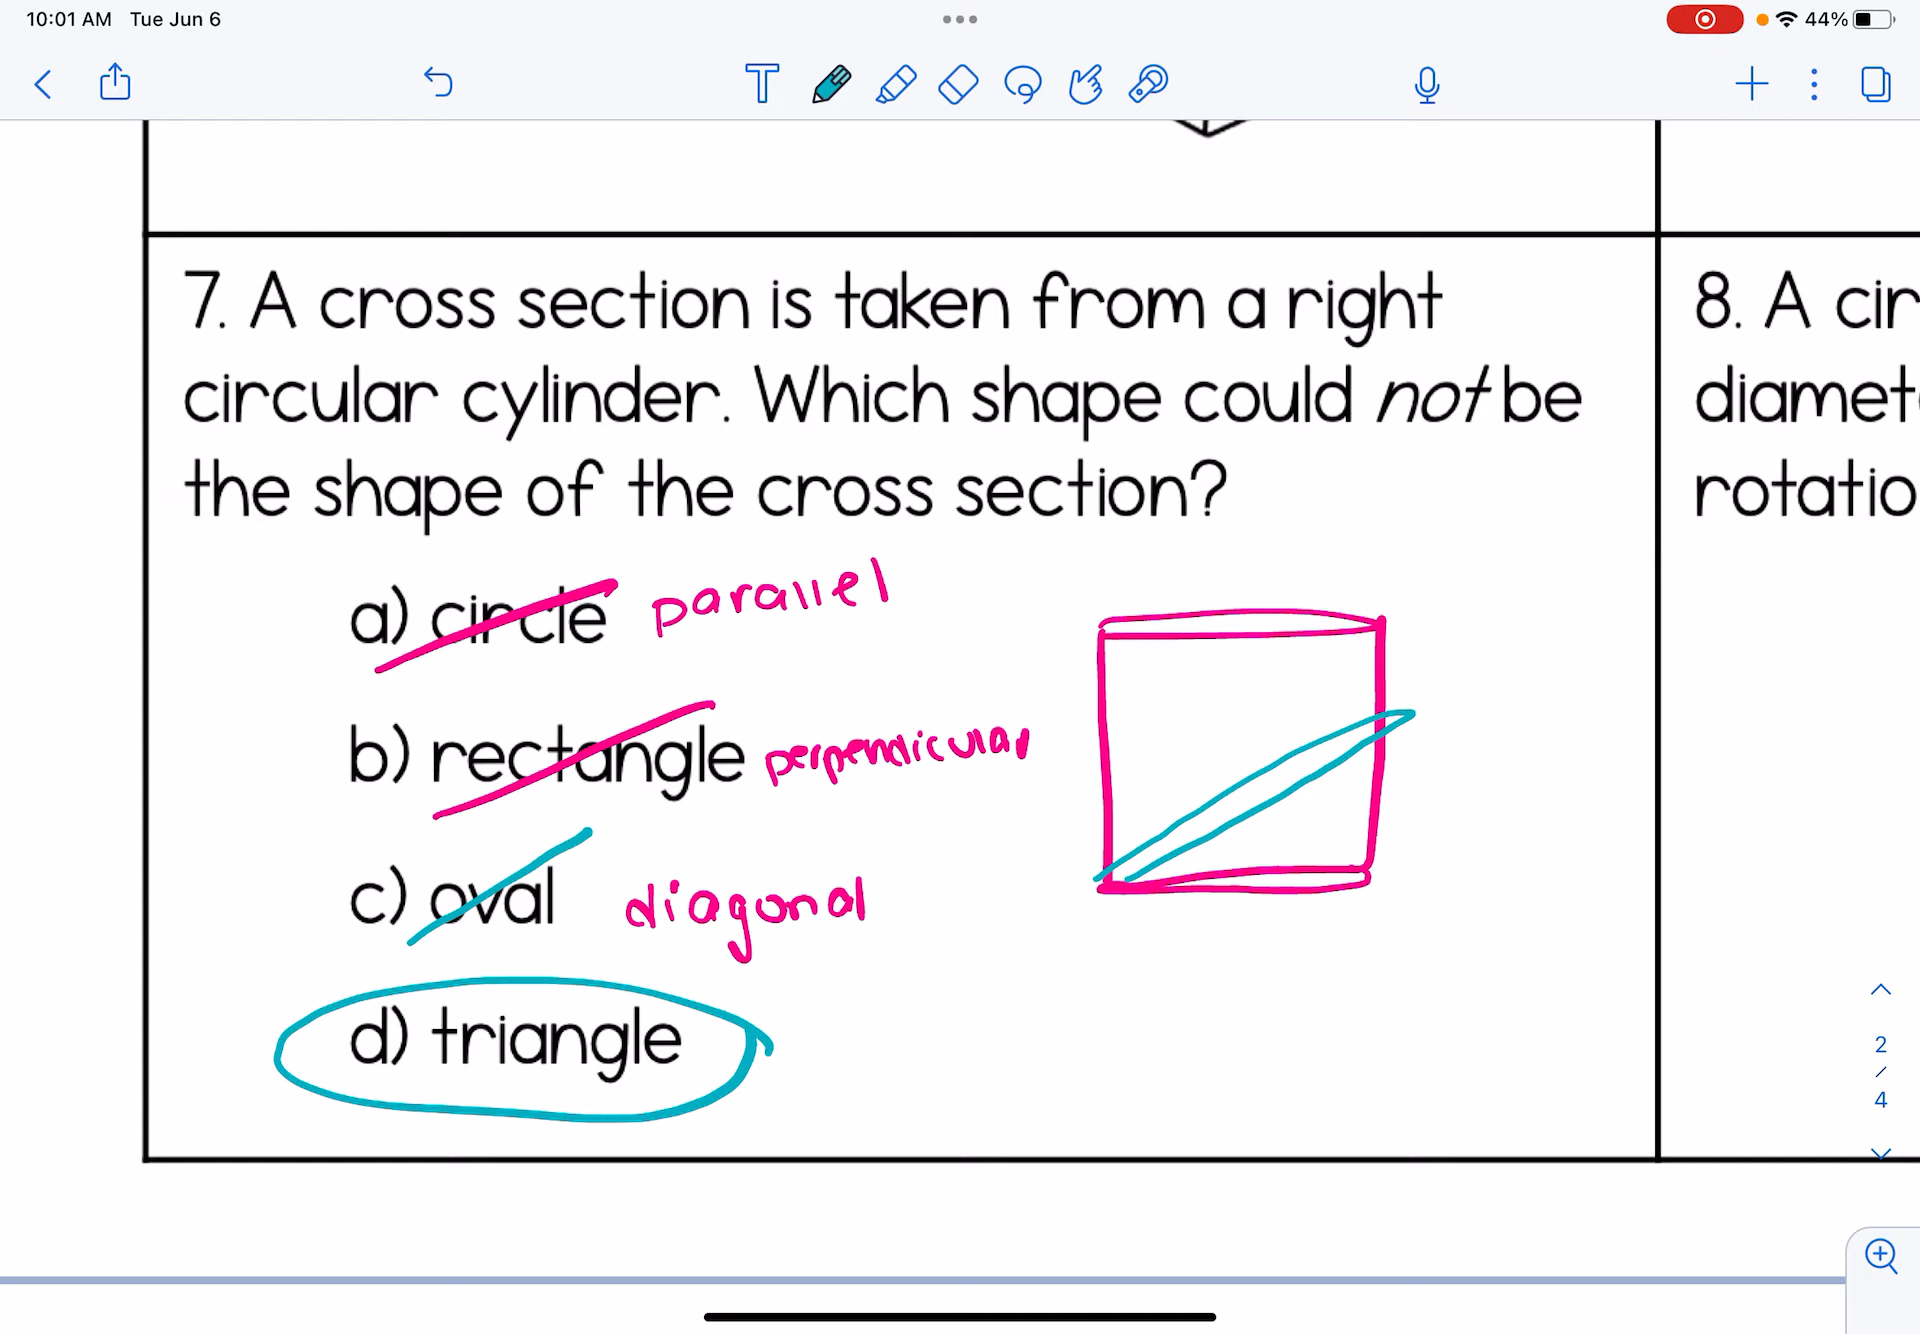 10:01 AM Tue Jun 6
44%
T
7. A cross section is taken from a right
circular cylinder. Which shape could not be
the shape of the cross section?
a) circle parallel
b) rectangle perpendicular
c) oval diagonal
d) triangle
8. A cir
diamet
rotatio
2
/
4